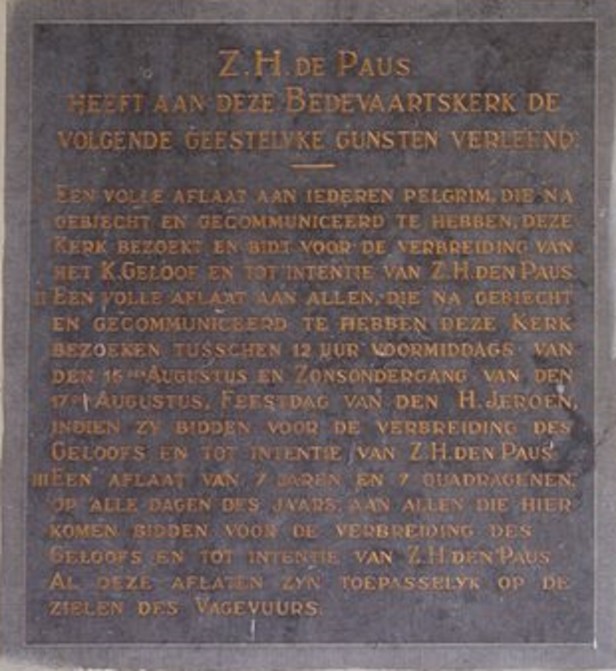 Z.H. DE PAUS
HEEFT AAN DEZE BEDEVAARTSKERK DE
VOLGENDE GEESTELYKE GUNSTEN VERLEEND:
I EEN VOLLE AFLAAT AAN IEDEREN PELGRIM, DIE NA
GEBIECHT EN GECOMMUNICEERD TE HEBBEN, DEZE
KERK BEZOEKT EN BIDT VOOR DE VERBREIDING VAN
HET K. GELOOF EN TOT INTENTIE VAN Z.H. DEN PAUS.
II EEN VOLLE AFLAAT AAN ALLEN, DIE NA GEBIECHT
EN GECOMMUNICEERD TE HEBBEN DEZE KERK
BEZOEKEN TUSSCHEN 12 UUR VOORMIDDAGS VAN
DEN 16DEN AUGUSTUS EN ZONSONDERGANG VAN DEN
17DEN AUGUSTUS, FEESTDAG VAN DEN H. JEROEN,
INDIEN ZY BIDDEN VOOR DE VERBREIDING DES
GELOOFS EN TOT INTENTIE VAN Z.H. DEN PAUS
III EEN AFLAAT VAN 7 JAREN EN 7 QUADRAGENEN,
OP ALLE DAGEN DES JAARS, AAN ALLEN DIE HIER
KOMEN BIDDEN VOOR DE VERBREIDING DES
GELOOFS EN TOT INTENTIE VAN Z.H. DEN PAUS
AL DEZE AFLATEN ZYN TOEPASSELYK OP DE
ZIELEN DES VAGEVUURS.